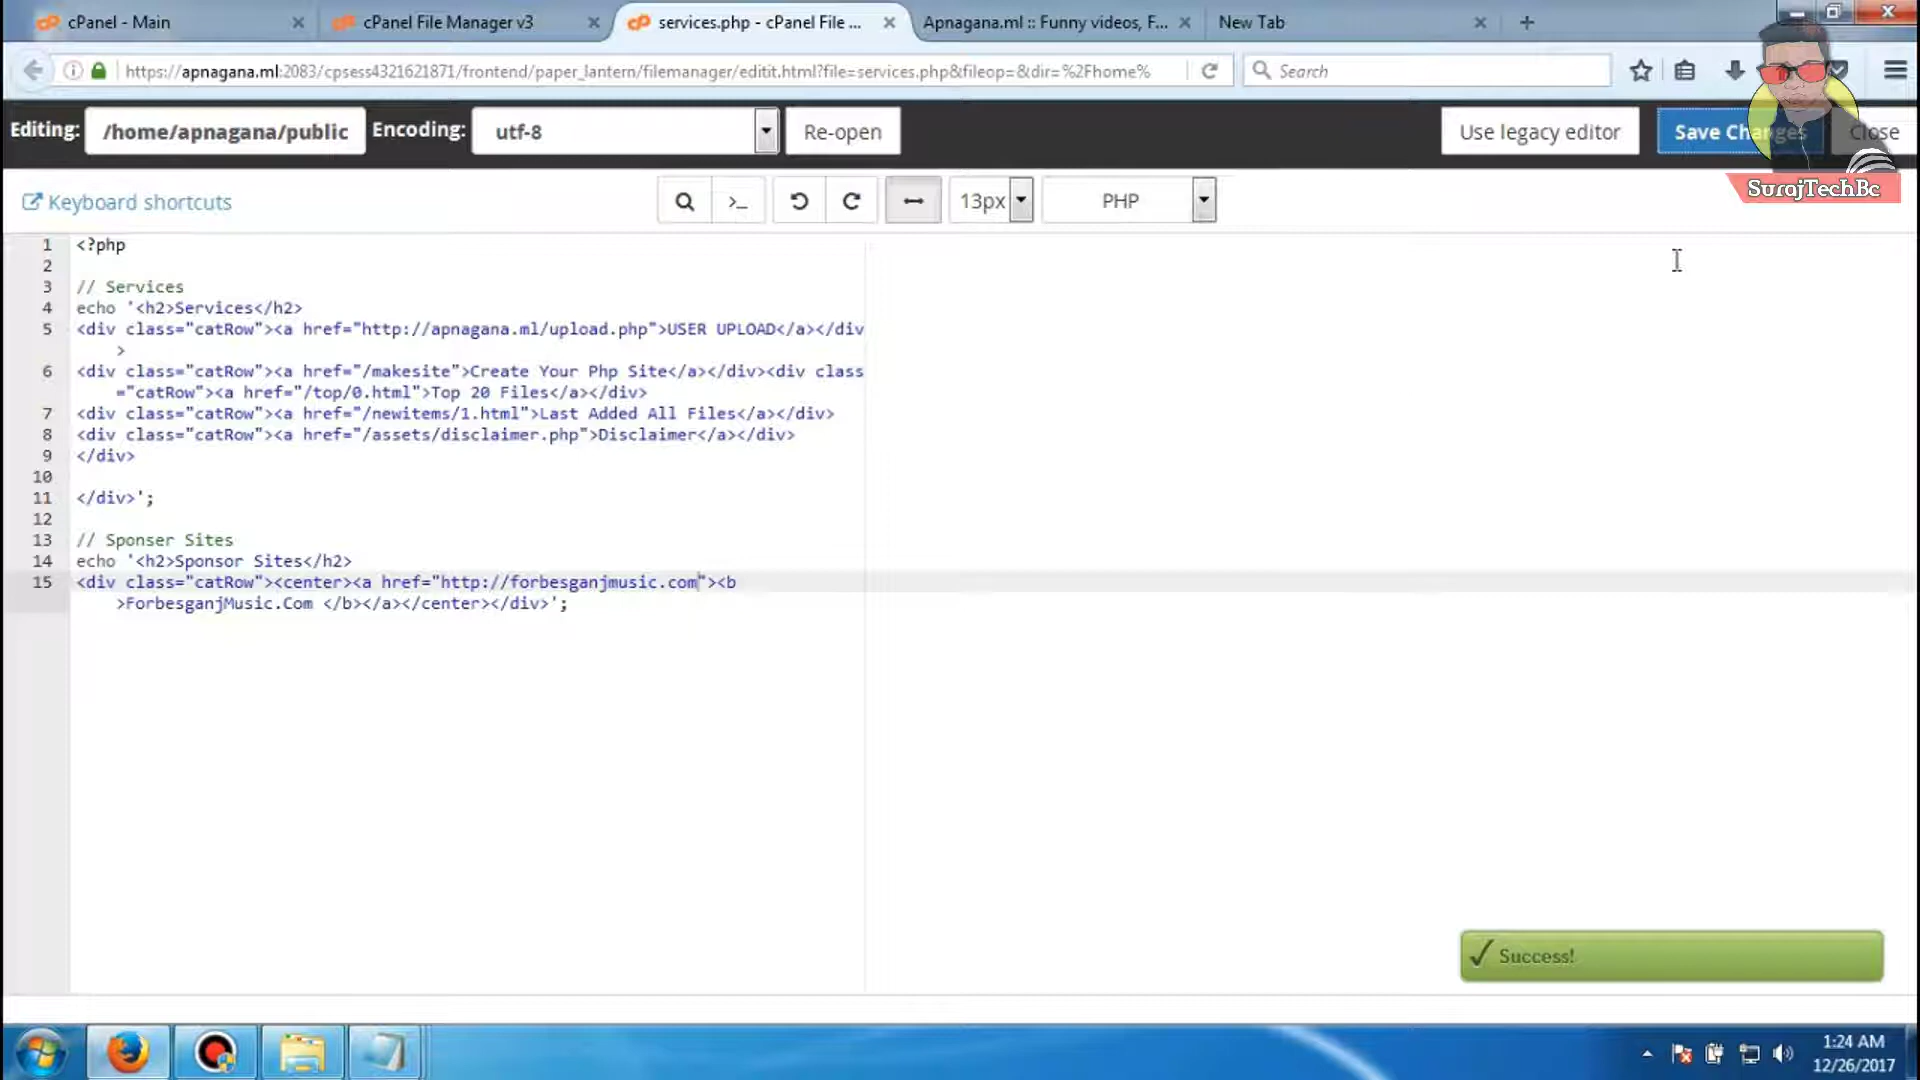 cPanel - Main
cPanel File Manager v3
services.php - cPanel File ...
Apnagana.ml :: Funny videos, F...
New Tab
https://apnagana.ml:2083/cpsess4321621871/frontend/paper_lantern/filemanager/editit.html?file=services.php&fileop=&dir=%2Fhome%
Search
Editing:
/home/apnagana/public
Encoding:
utf-8
Re-open
Use legacy editor
Save Changes
Close
SurajTechBc
Keyboard shortcuts
>_
13px
PHP
1 <?php
2
3 // Services
4 echo '<h2>Services</h2>
5 <div class="catRow"><a href="http://apnagana.ml/upload.php">USER UPLOAD</a></div
>
6 <div class="catRow"><a href="/makesite">Create Your Php Site</a></div><div class
="catRow"><a href="/top/0.html">Top 20 Files</a></div>
7 <div class="catRow"><a href="/newitems/1.html">Last Added All Files</a></div>
8 <div class="catRow"><a href="/assets/disclaimer.php">Disclaimer</a></div>
9 </div>
10
11 </div>';
12
13 // Sponser Sites
14 echo '<h2>Sponsor Sites</h2>
15 <div class="catRow"><center><a href="http://forbesganjmusic.com"><b
>ForbesganjMusic.Com </b></a></center></div>';
Success!
1:24 AM
12/26/2017